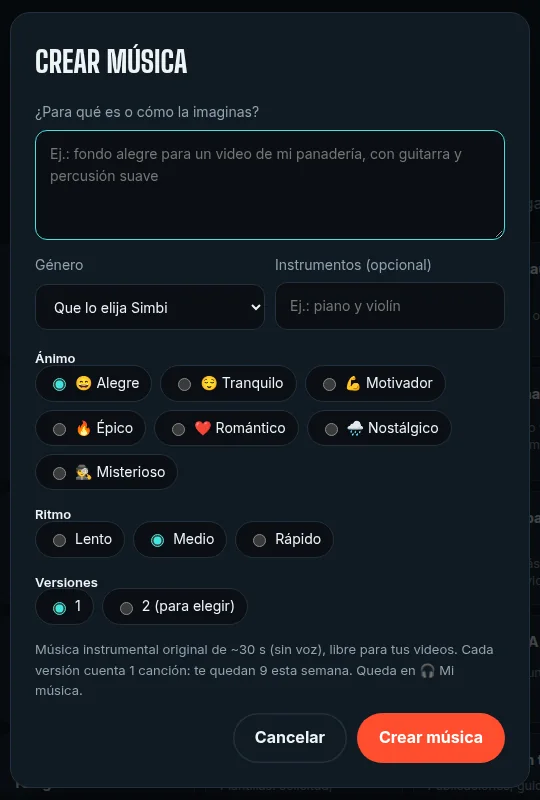 CREAR MÚSICA
¿Para qué es o cómo la imaginas?
Ej.: fondo alegre para un video de mi panadería, con guitarra y
percusión suave
Género
Instrumentos (opcional)
Que lo elija Simbi
Ej.: piano y violín
Ánimo
😄 Alegre
😌 Tranquilo
💪 Motivador
🔥 Épico
❤️ Romántico
🌧️ Nostálgico
🕵️ Misterioso
Ritmo
Lento
Medio
Rápido
Versiones
1
2 (para elegir)
Música instrumental original de ~30 s (sin voz), libre para tus videos. Cada
versión cuenta 1 canción: te quedan 9 esta semana. Queda en 🎧 Mi
música.
Cancelar
Crear música